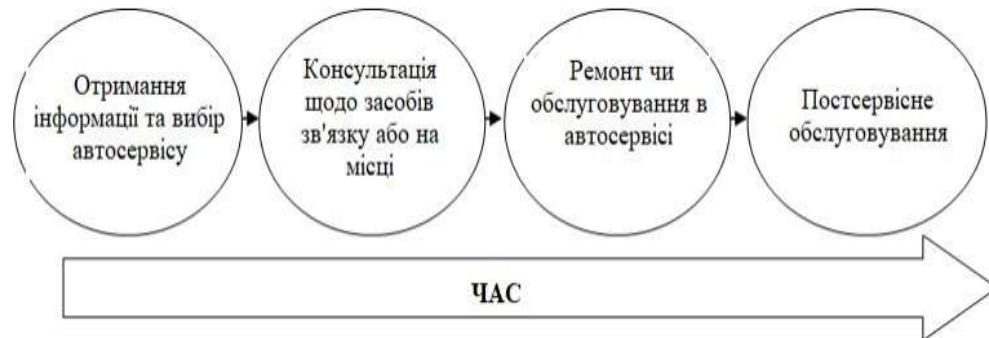 Отримання
інформації та вибір
автосервісу
Консультація
щодо засобів
зв'язку або на
місці
Ремонт чи
обслуговування в
автосервісі
Постсервісне
обслуговування
ЧАС